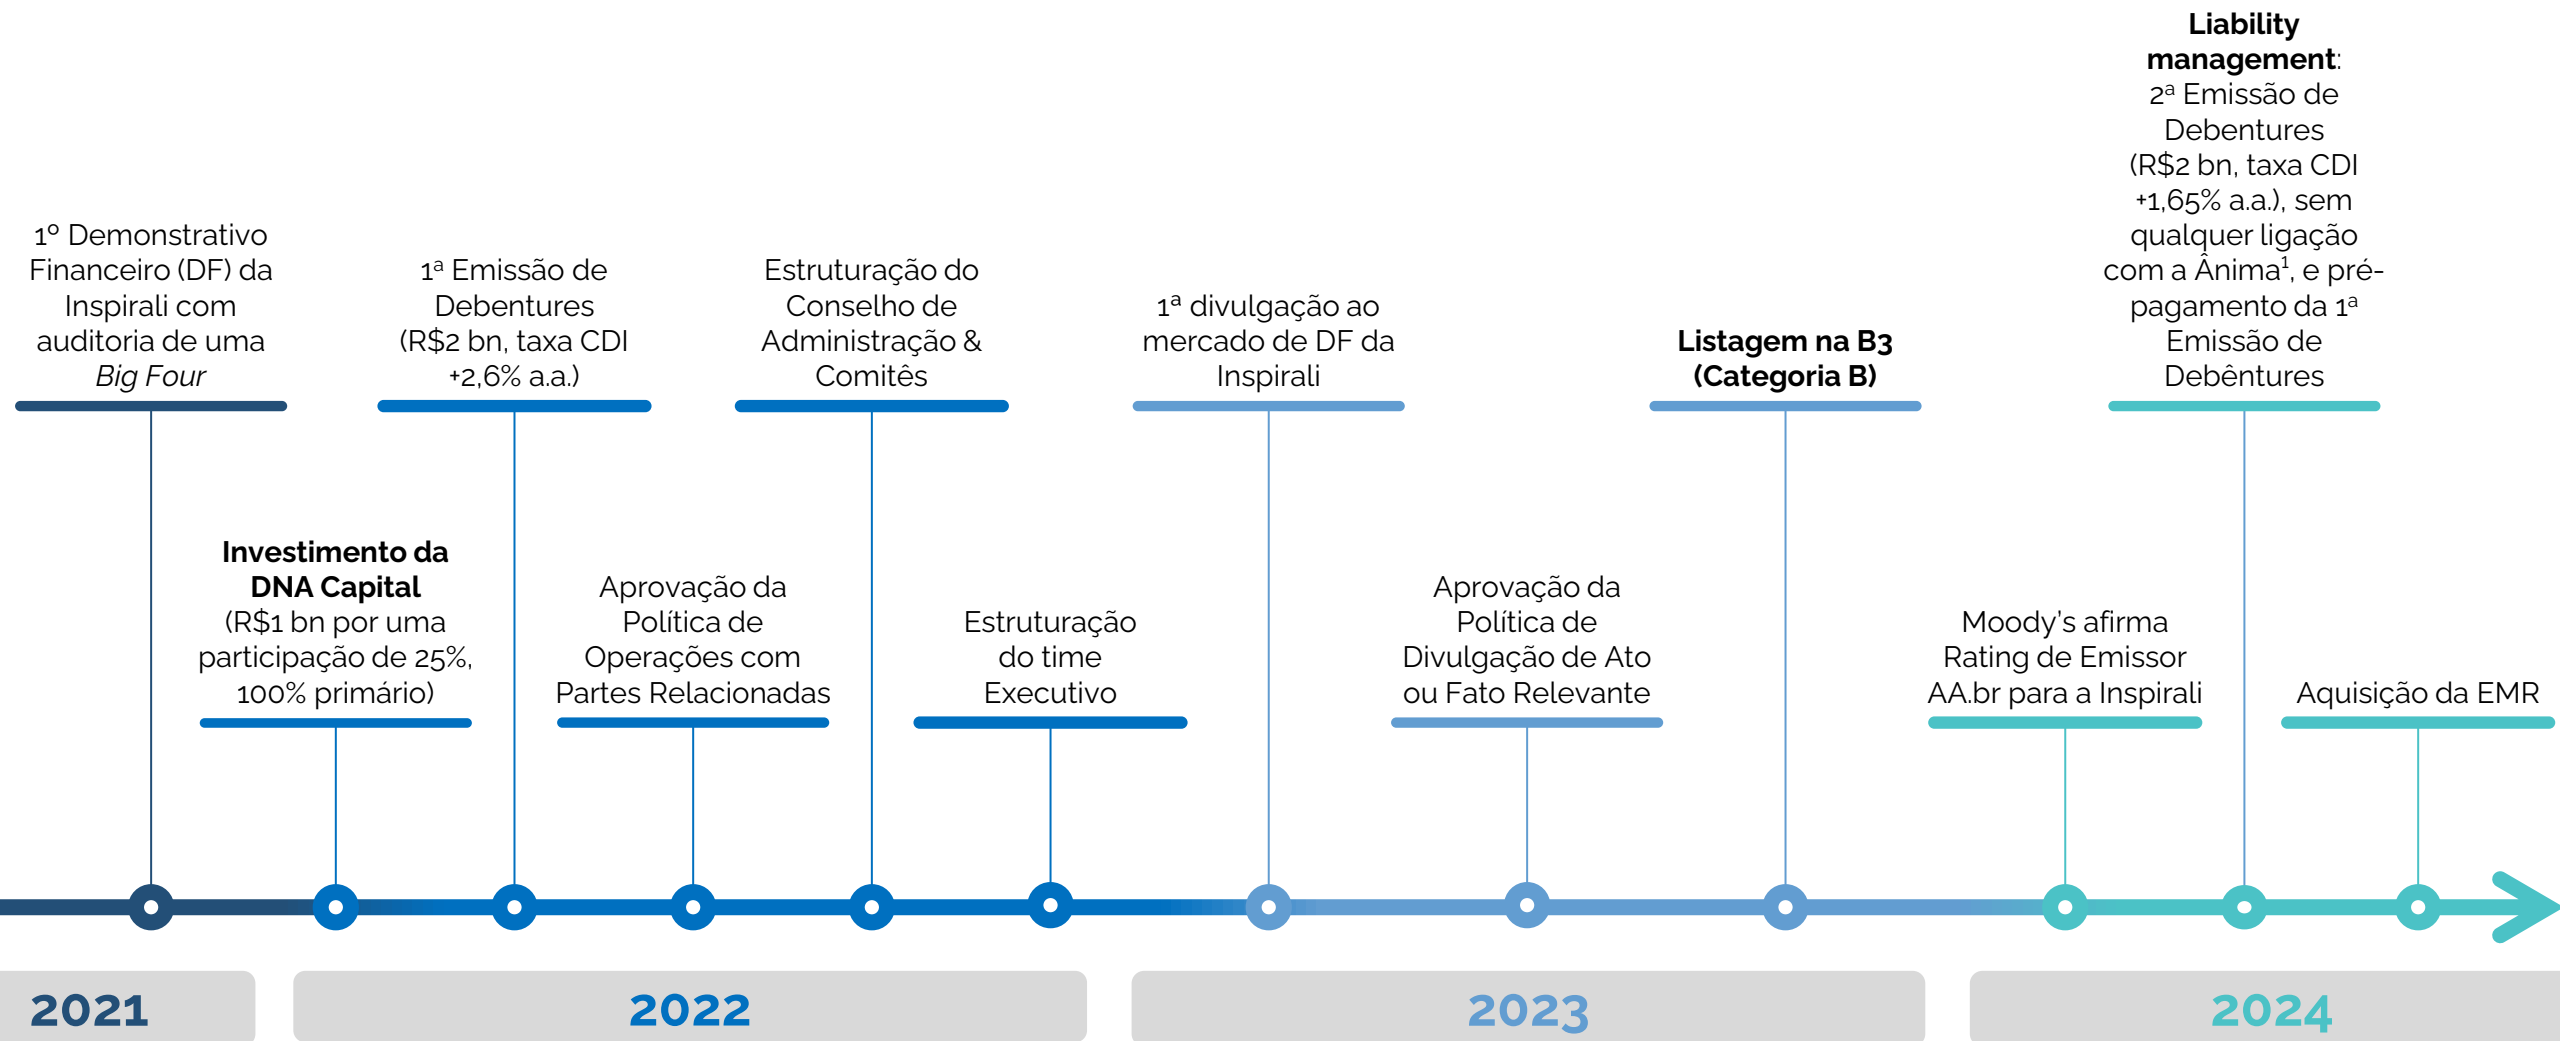 1º Demonstrativo
Financeiro (DF) da
Inspirali com
auditoria de uma
Big Four
Investimento da
DNA Capital
(R$1 bn por uma
participação de 25%,
100% primário)
1ª Emissão de
Debentures
(R$2 bn, taxa CDI
+2,6% a.a.)
Aprovação da
Política de
Operações com
Partes Relacionadas
Estruturação do
Conselho de
Administração &
Comitês
Estruturação
do time
Executivo
1ª divulgação ao
mercado de DF da
Inspirali
Aprovação da
Política de
Divulgação de Ato
ou Fato Relevante
Listagem na B3
(Categoria B)
Moody’s afirma
Rating de Emissor
AA.br para a Inspirali
Liability
management:
2ª Emissão de
Debentures
(R$2 bn, taxa CDI
+1,65% a.a.), sem
qualquer ligação
com a Ânima¹, e pré-
pagamento da 1ª
Emissão de
Debêntures
Aquisição da EMR
2021
2022
2023
2024